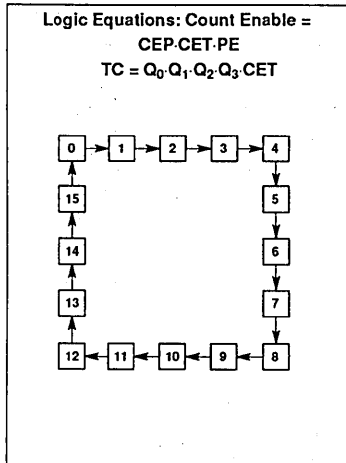 Logic Equations: Count Enable =
CEP·CET·PE
TC = Q₀·Q₁·Q₂·Q₃·CET
0 1 2 3 4
15 5
14 6
13 7
12 11 10 9 8